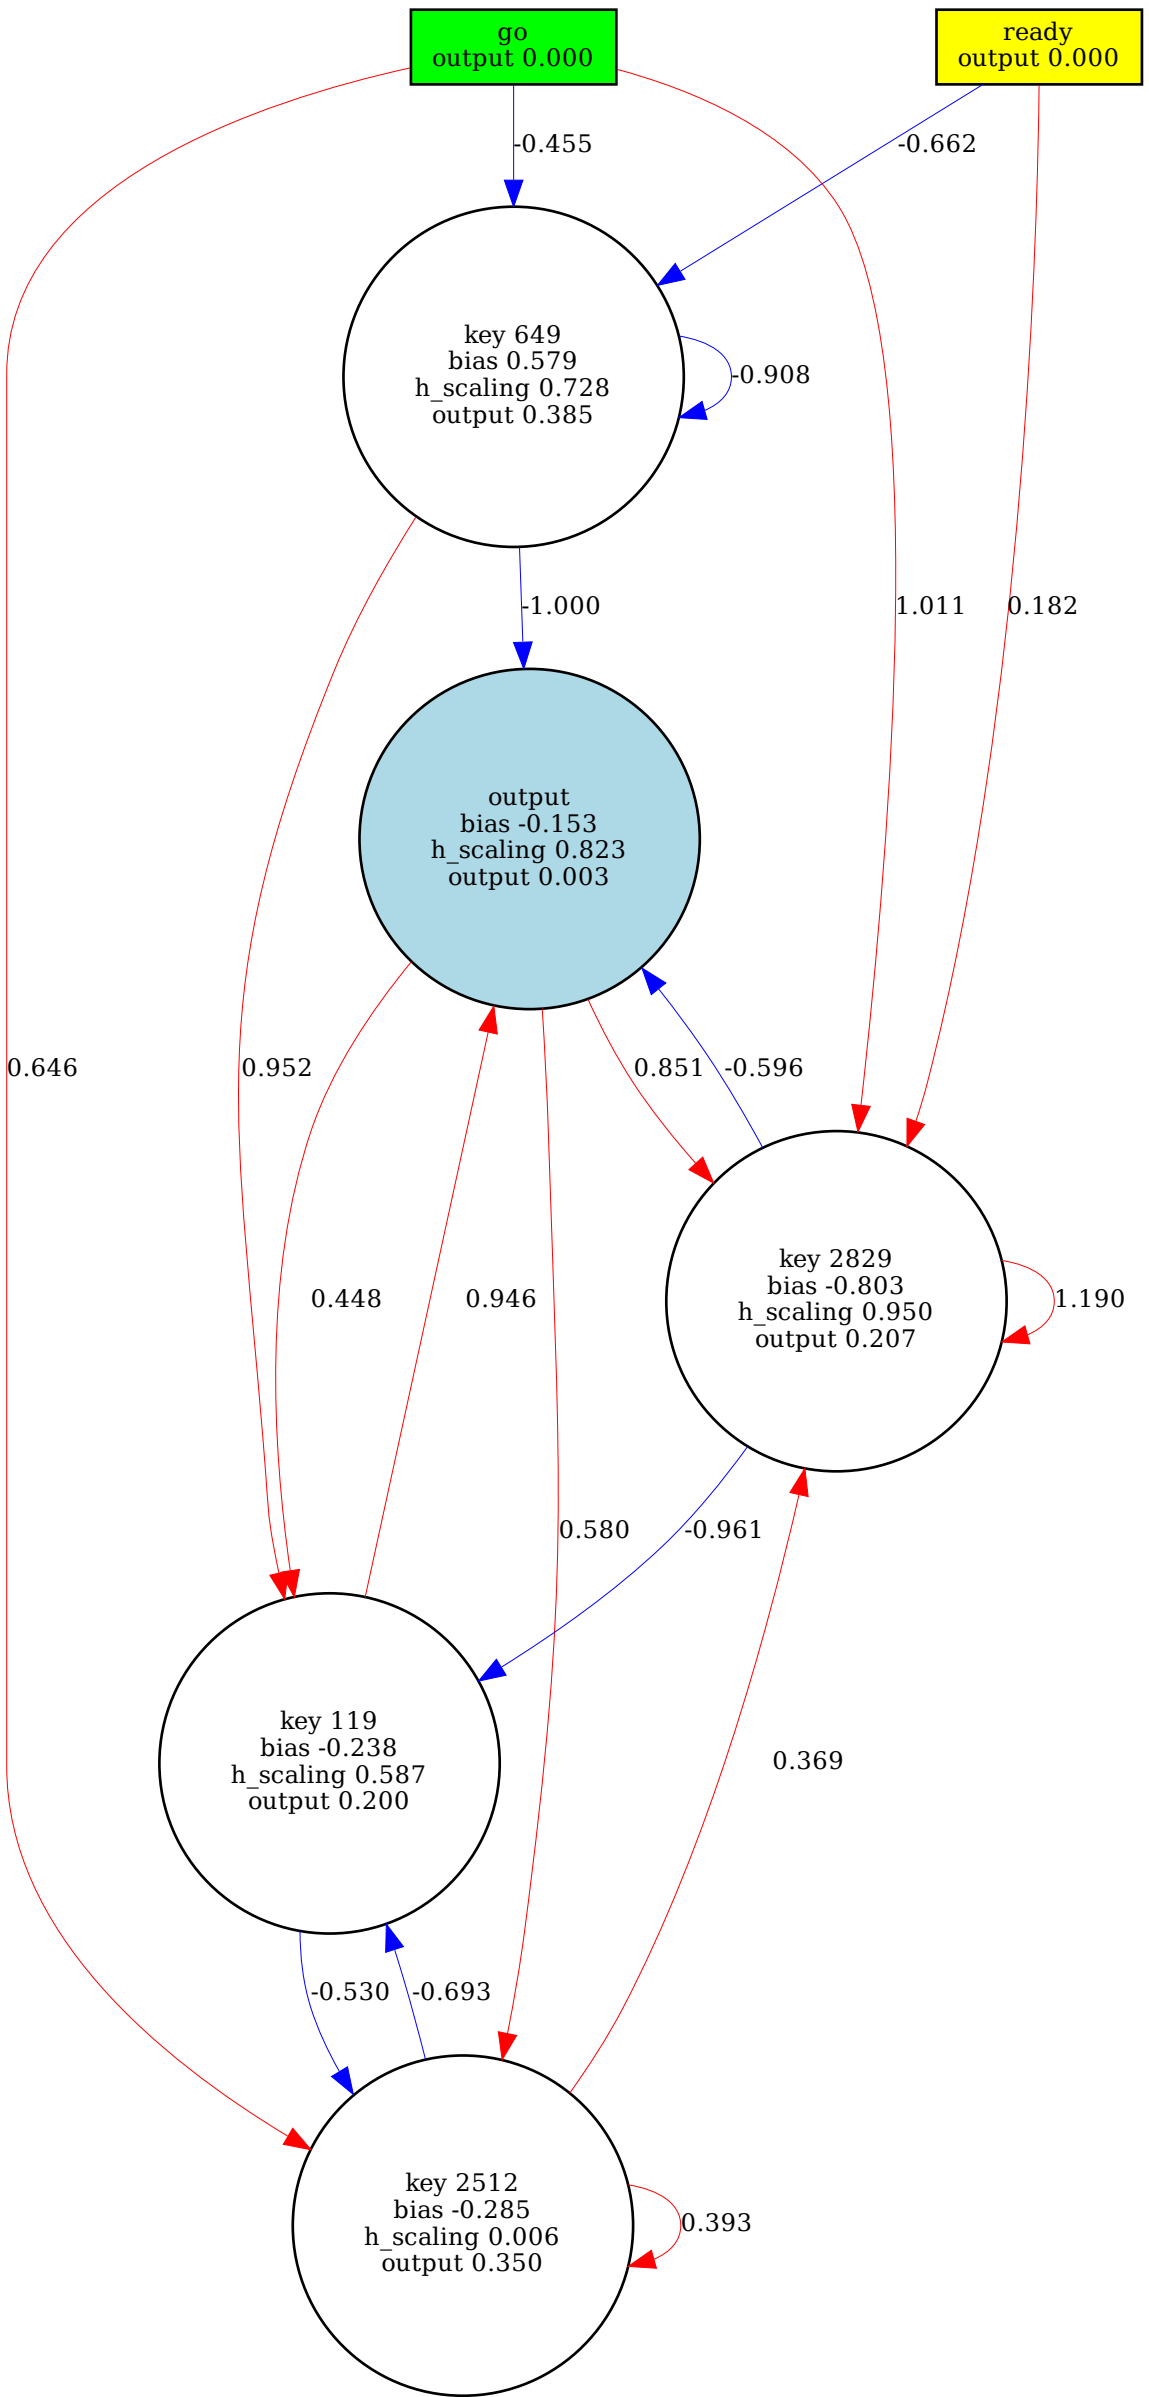 go
output 0.000
ready
output 0.000
-0.455
-0.662
key 649
bias 0.579
h_scaling 0.728
output 0.385
-0.908
-1.000
1.011
0.182
output
bias -0.153
h_scaling 0.823
output 0.003
0.646
0.952
0.851
-0.596
key 2829
bias -0.803
h_scaling 0.950
output 0.207
0.448
0.946
1.190
0.580
-0.961
key 119
bias -0.238
h_scaling 0.587
output 0.200
0.369
-0.530
-0.693
key 2512
bias -0.285
h_scaling 0.006
output 0.350
0.393